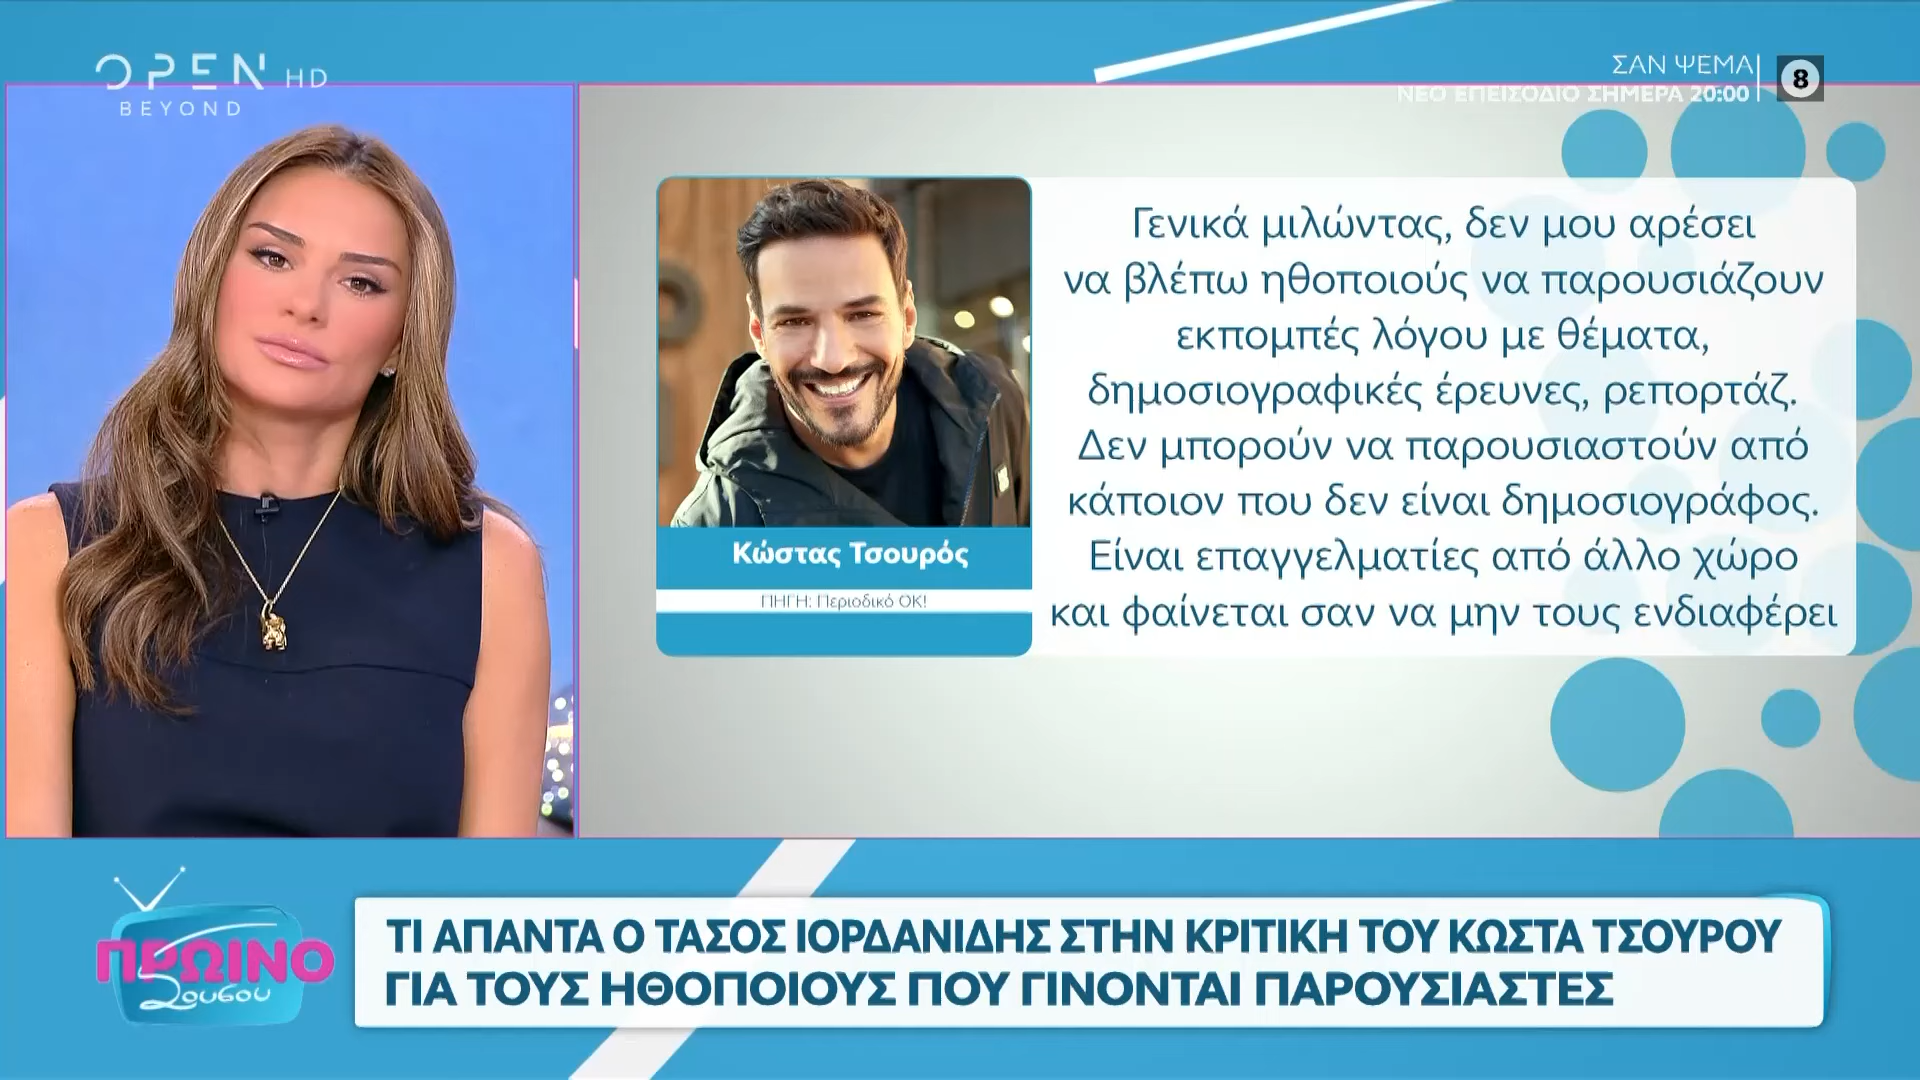 OPEN HD
BEYOND
ΣΑΝ ΨΕΜΑ
ΝΕΟ ΕΠΕΙΣΟΔΙΟ ΣΗΜΕΡΑ 20:00
8
Γενικά μιλώντας, δεν μου αρέσει
να βλέπω ηθοποιούς να παρουσιάζουν
εκπομπές λόγου με θέματα,
δημοσιογραφικές έρευνες, ρεπορτάζ.
Δεν μπορούν να παρουσιαστούν από
κάποιον που δεν είναι δημοσιογράφος.
Είναι επαγγελματίες από άλλο χώρο
και φαίνεται σαν να μην τους ενδιαφέρει
Κώστας Τσουρός
ΠΗΓΗ: Περιοδικό ΟΚ!
ΠΡΩΙΝΟ
Σουσου
ΤΙ ΑΠΑΝΤΑ Ο ΤΑΣΟΣ ΙΟΡΔΑΝΙΔΗΣ ΣΤΗΝ ΚΡΙΤΙΚΗ ΤΟΥ ΚΩΣΤΑ ΤΣΟΥΡΟΥ
ΓΙΑ ΤΟΥΣ ΗΘΟΠΟΙΟΥΣ ΠΟΥ ΓΙΝΟΝΤΑΙ ΠΑΡΟΥΣΙΑΣΤΕΣ